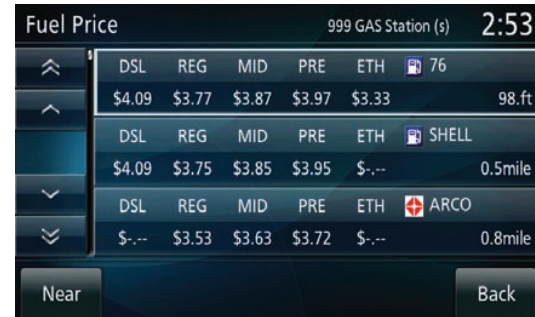 Fuel Price 999 GAS Station (s) 2:53
DSL REG MID PRE ETH 76
$4.09 $3.77 $3.87 $3.97 $3.33 98.ft
DSL REG MID PRE ETH SHELL
$4.09 $3.75 $3.85 $3.95 $-.-- 0.5mile
DSL REG MID PRE ETH ARCO
$-.-- $3.53 $3.63 $3.72 $-.-- 0.8mile
Near Back